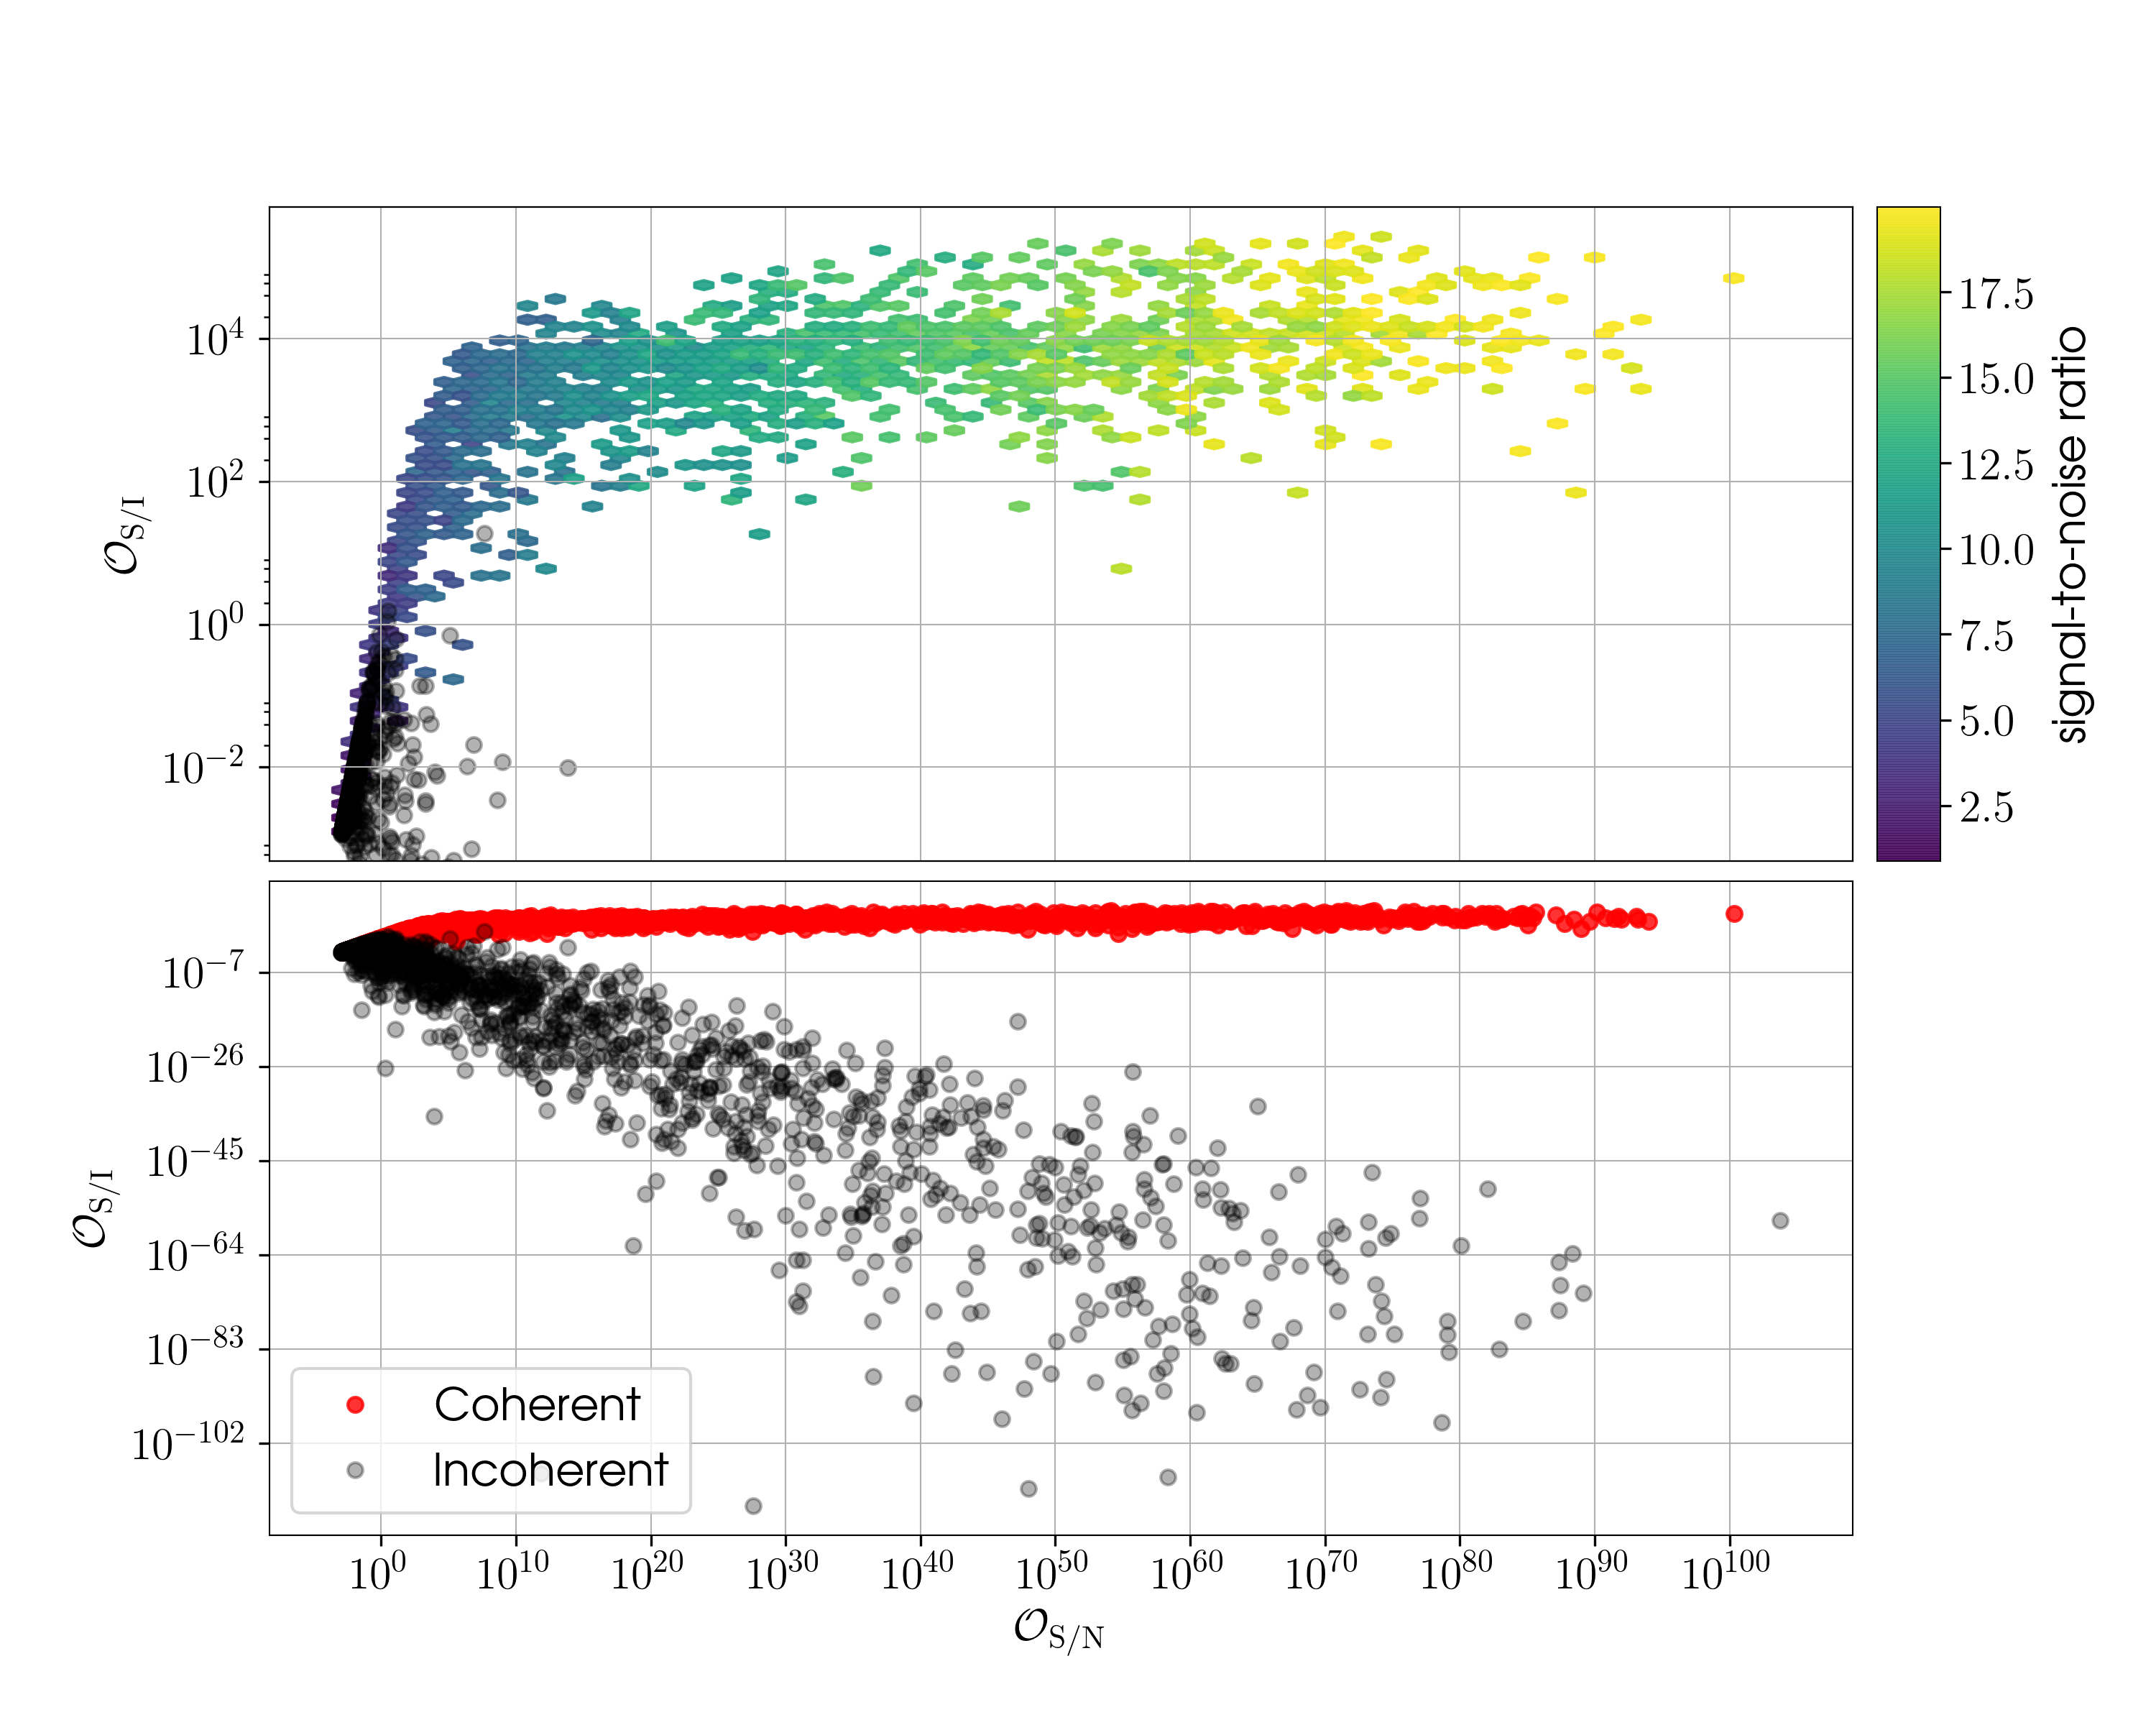 10^4
10^2
10^0
10^{-2}
𝒪_{S/I}
17.5
15.0
12.5
10.0
7.5
5.0
2.5
signal-to-noise ratio
10^{-7}
10^{-26}
10^{-45}
10^{-64}
10^{-83}
10^{-102}
𝒪_{S/I}
Coherent
Incoherent
10^0 10^{10} 10^{20} 10^{30} 10^{40} 10^{50} 10^{60} 10^{70} 10^{80} 10^{90} 10^{100}
𝒪_{S/N}